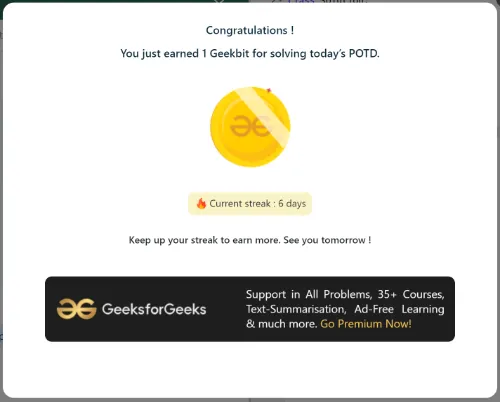 Congratulations !
You just earned 1 Geekbit for solving today's POTD.
Current streak : 6 days
Keep up your streak to earn more. See you tomorrow !
GeeksforGeeks
Support in All Problems, 35+ Courses,
Text-Summarisation, Ad-Free Learning
& much more. Go Premium Now!